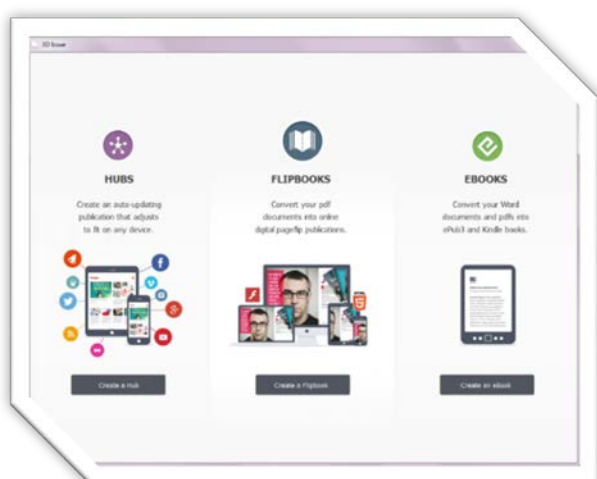 3D Issue
HUBS
Create an auto-updating
publication that adjusts
to fit on any device.
Create a Hub
FLIPBOOKS
Convert your pdf
documents into online
digital pageflip publications.
Create a Flipbook
EBOOKS
Convert your Word
documents and pdfs into
ePub3 and Kindle books.
Create an eBook